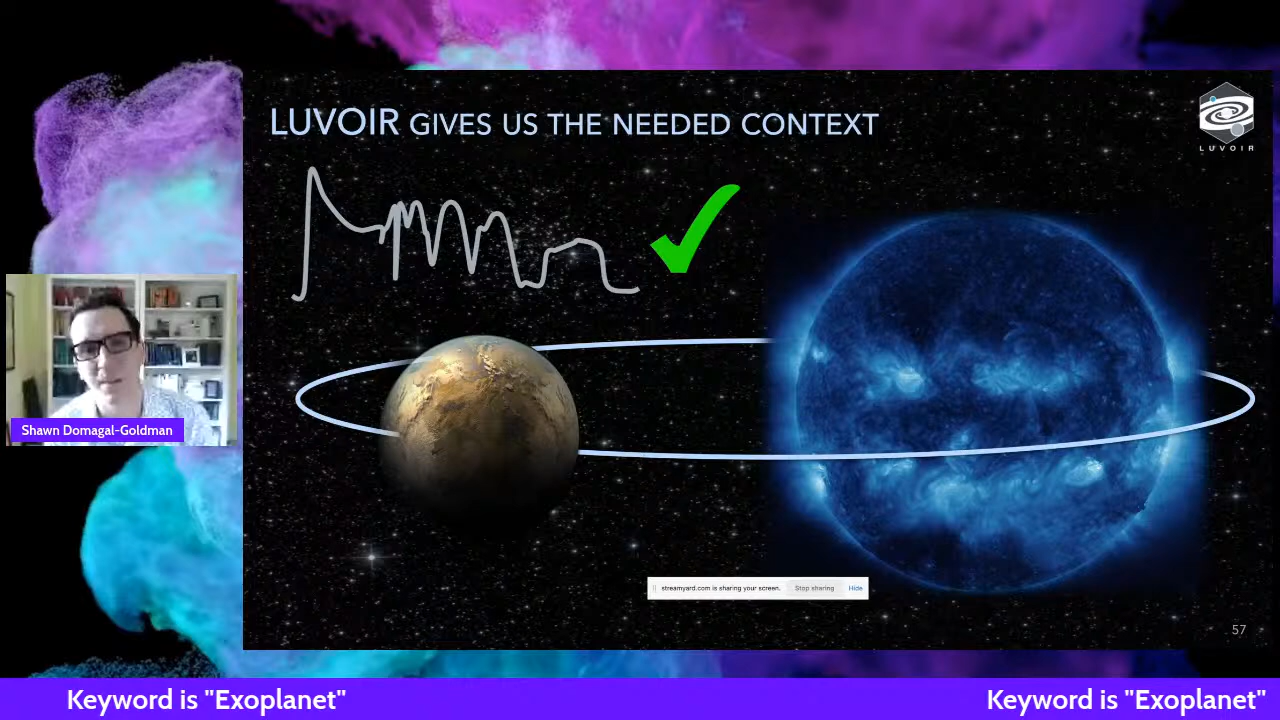 LUVOIR GIVES US THE NEEDED CONTEXT
LUVOIR
Shawn Domagal-Goldman
streamyard.com is sharing your screen. Stop sharing Hide
57
Keyword is "Exoplanet" Keyword is "Exoplanet"